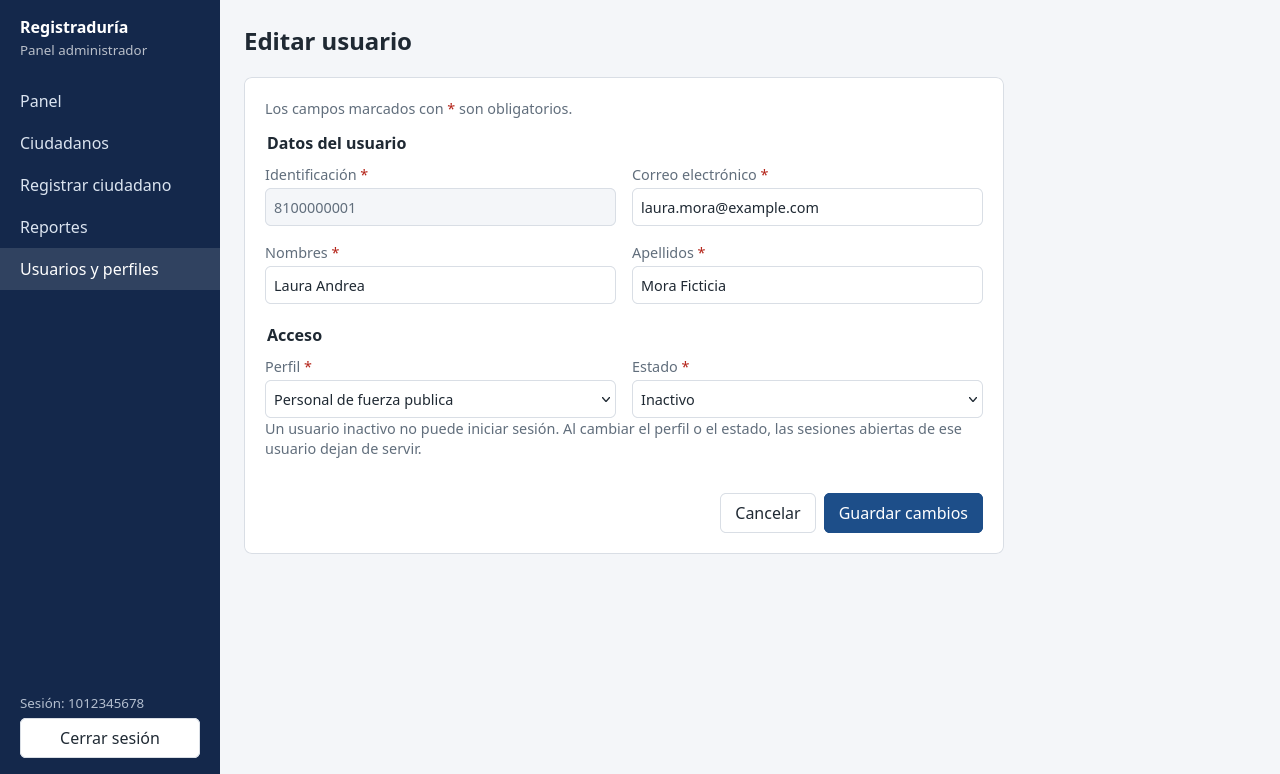 Registraduría
Panel administrador
Panel
Ciudadanos
Registrar ciudadano
Reportes
Usuarios y perfiles
Sesión: 1012345678
Cerrar sesión
Editar usuario
Los campos marcados con * son obligatorios.
Datos del usuario
Identificación *
8100000001
Correo electrónico *
laura.mora@example.com
Nombres *
Laura Andrea
Apellidos *
Mora Ficticia
Acceso
Perfil *
Personal de fuerza publica
Estado *
Inactivo
Un usuario inactivo no puede iniciar sesión. Al cambiar el perfil o el estado, las sesiones abiertas de ese
usuario dejan de servir.
Cancelar
Guardar cambios